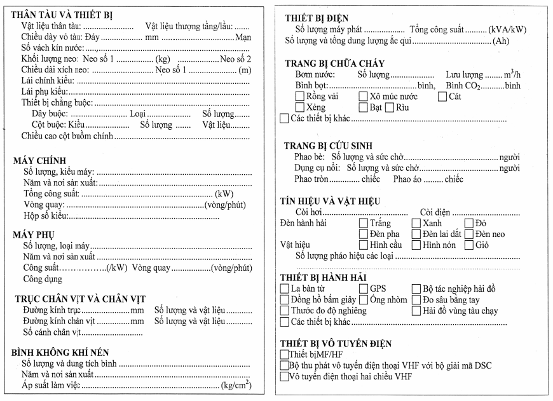 THÂN TÀU VÀ THIẾT BỊ
Vật liệu thân tàu: .................. Vật liệu thượng tầng/lầu: ..........
Chiều dày vỏ tàu: Đáy .................. mm .................. Mạn
Số vách kín nước: ..........................................
Khối lượng neo: Neo số 1 .......... (kg) .................. Neo số 2
Chiều dài xích neo: .................. Neo số 1 .................. (m)
Lái chính kiểu: ..........................................
Lái phụ kiểu: ..........................................
Thiết bị chằng buộc: ..........................................
Dây buộc: .................. Loại .................. Số lượng..........
Cột buộc: Kiểu.................. Số lượng .......... Vật liệu..........
Chiều cao cột buồm chính ..........................................
MÁY CHÍNH
Số lượng, kiểu máy: ..........................................
Năm và nơi sản xuất: ..........................................
Tổng công suất: .......................................... (kW)
Vòng quay: ..........................................(vòng/phút)
Hộp số kiểu: ..........................................
MÁY PHỤ
Số lượng, loại máy ..........................................
Năm và nơi sản xuất: ..........................................
Công suất..................(/kW) Vòng quay ..................(vòng/phút)
Công dụng
TRỤC CHÂN VỊT VÀ CHÂN VỊT
Đường kính trục .................. mm Số lượng và vật liệu ..........
Đường kính chân vịt .................. mm Số lượng và vật liệu ..........
Số cánh chân vịt ..................
BÌNH KHÔNG KHÍ NÉN
Số lượng và dung tích bình ..........................................
Năm và nơi sản xuất ..........................................
Áp suất làm việc: .......................................... (kg/cm²)
THIẾT BỊ ĐIỆN
Số lượng máy phát .................. Tổng công suất .......... (kVA/kW)
Số lượng và tổng dung lượng ắc qui .................. (Ah)
TRANG BỊ CHỮA CHÁY
Bơm nước: Số lượng .................. Lưu lượng .......... m³/h
Bình bọt: .................. bình, Bình CO₂..........bình
□ Rồng vải □ Xô múc nước □ Cát
□ Xẻng □ Bạt □ Rìu
□ Các thiết bị khác ..........................................
TRANG BỊ CỨU SINH
Phao bè: Số lượng và sức chở .................. người
Dụng cụ nổi: Số lượng và sức chở .................. người
Phao tròn .......... chiếc Phao áo .......... chiếc
TÍN HIỆU VÀ VẬT HIỆU
Còi hơi .................. Còi điện ..................
Đèn hành hải □ Trắng □ Xanh □ Đỏ
□ Đèn pha □ Đèn lai dắt □ Đèn neo
Vật hiệu □ Hình cầu □ Hình nón □ Gió
Số lượng pháo hiệu các loại ..........................................
THIẾT BỊ HÀNH HẢI
□ La bàn từ □ GPS □ Bộ tác nghiệp hải đồ
□ Đồng hồ bấm giây □ Ống nhòm □ Đo sâu bằng tay
□ Thước đo độ nghiêng □ Hải đồ vùng tàu chạy
□ Các thiết bị khác ..........................................
THIẾT BỊ VÔ TUYẾN ĐIỆN
□ Thiết bịMF/HF
□ Bộ thu phát vô tuyến điện thoại VHF với bộ giải mã DSC
□ Vô tuyến điện thoại hai chiều VHF